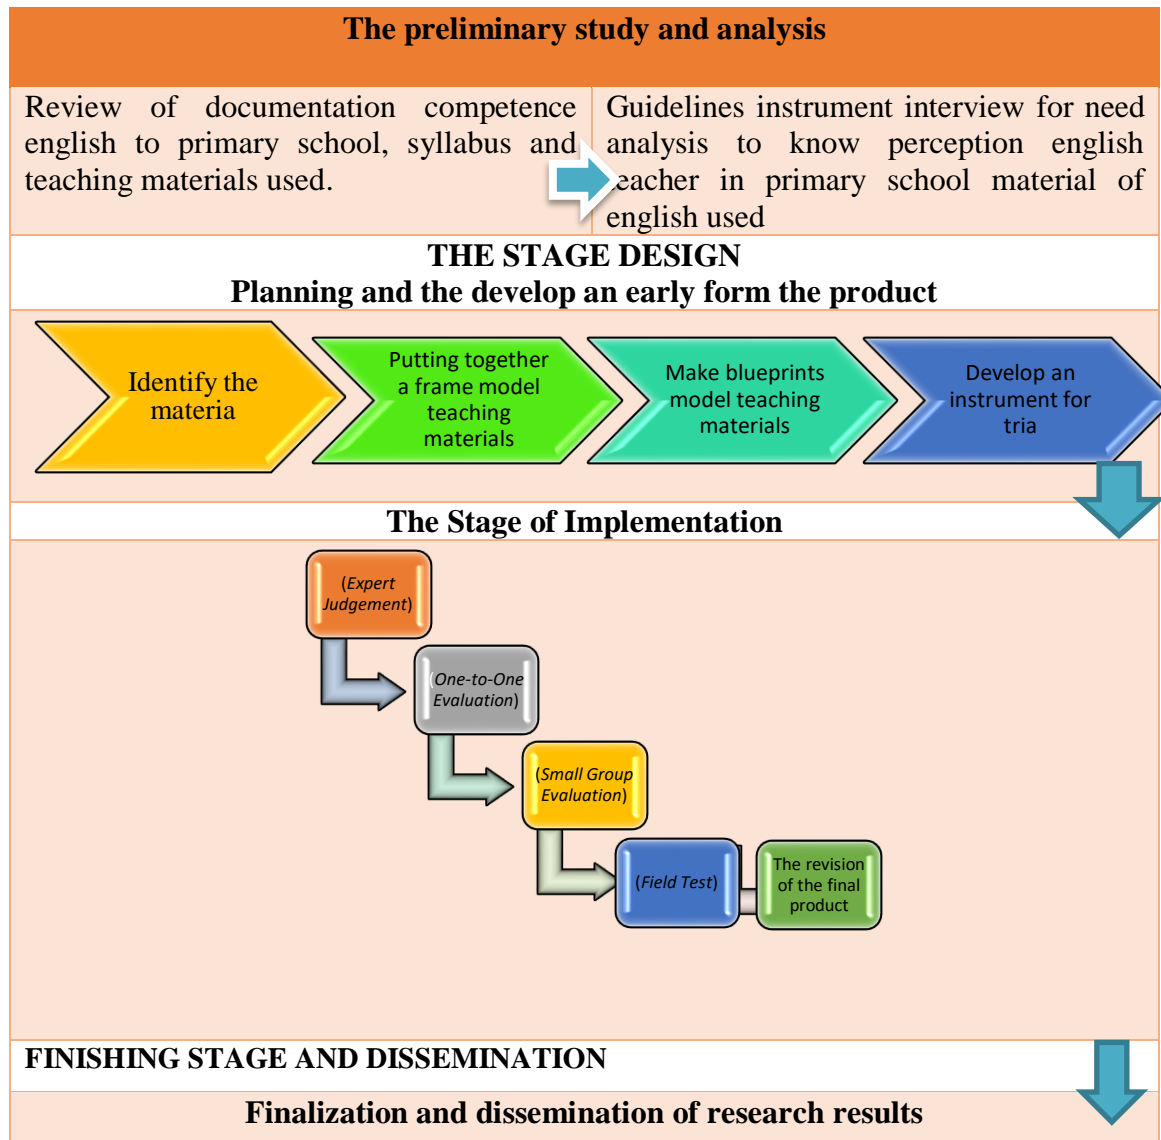 The preliminary study and analysis
Review of documentation competence
english to primary school, syllabus and
teaching materials used.
Guidelines instrument interview for need
analysis to know perception english
teacher in primary school material of
english used
THE STAGE DESIGN
Planning and the develop an early form the product
Identify the
materia
Putting together
a frame model
teaching
materials
Make blueprints
model teaching
materials
Develop an
instrument for
tria
The Stage of Implementation
(Expert
Judgement)
(One-to-One
Evaluation)
(Small Group
Evaluation)
(Field Test)
The revision
of the final
product
FINISHING STAGE AND DISSEMINATION
Finalization and dissemination of research results